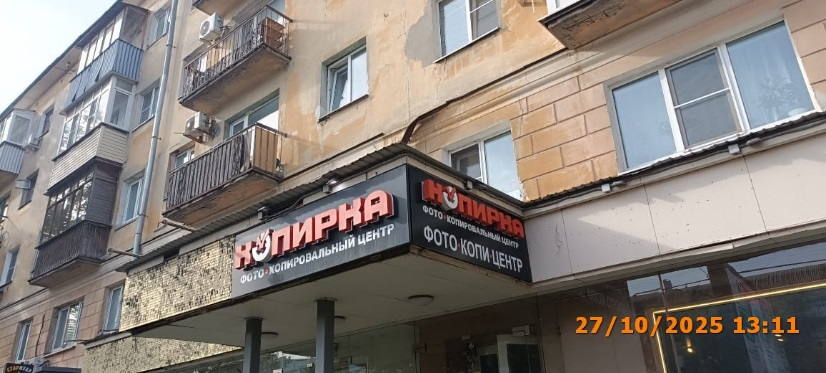 КОПИРКА
ФОТО·КОПИРОВАЛЬНЫЙ ЦЕНТР
КОПИРКА
ФОТО·КОПИРОВАЛЬНЫЙ ЦЕНТР
ФОТО·КОПИ-ЦЕНТР
27/10/2025 13:11